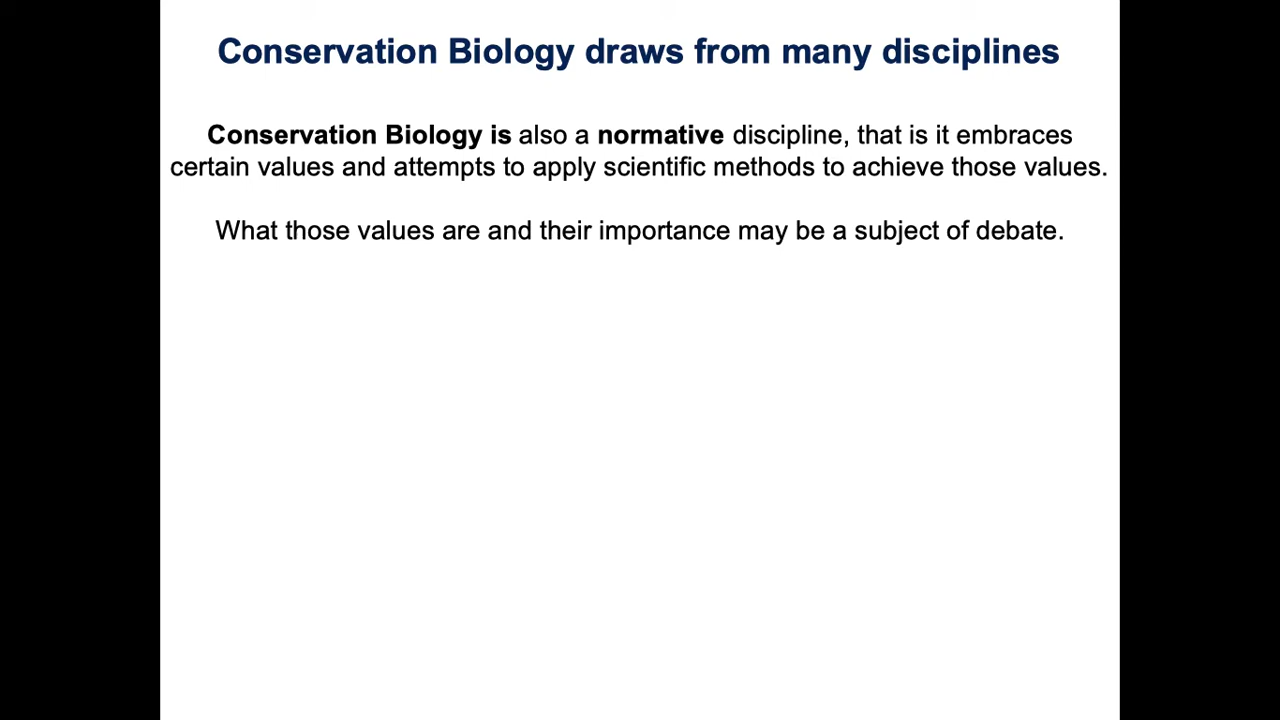 Conservation Biology draws from many disciplines
Conservation Biology is also a normative discipline, that is it embraces
certain values and attempts to apply scientific methods to achieve those values.
What those values are and their importance may be a subject of debate.